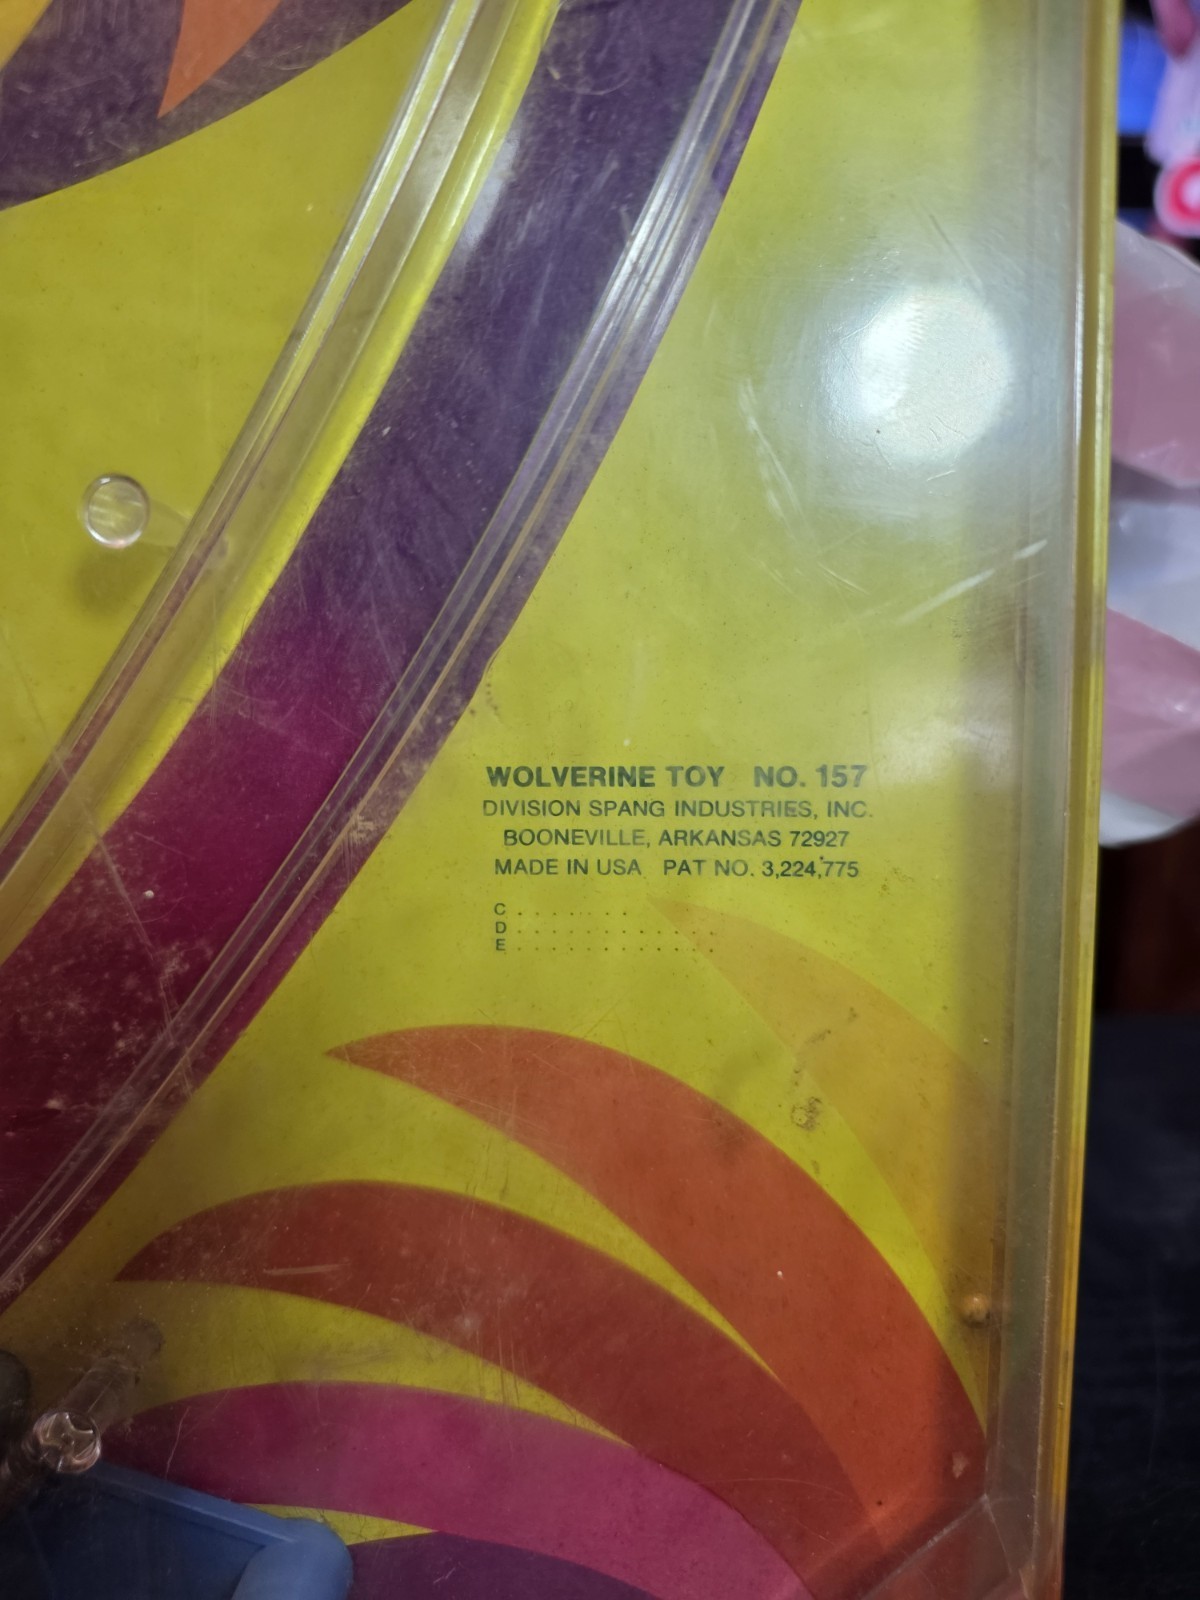 WOLVERINE TOY NO. 157
DIVISION SPANG INDUSTRIES, INC.
BOONEVILLE, ARKANSAS 72927
MADE IN USA PAT NO. 3,224,775
C . . . . . . .
D . . . . . . . . . . . .
E . . . . . . . . . . . .